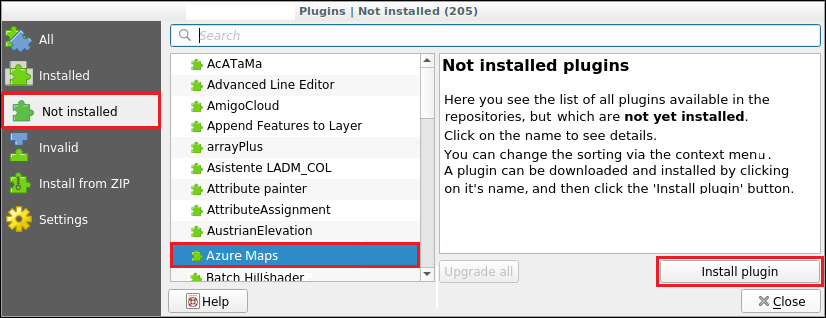 Plugins | Not installed (205)
All
Installed
Not installed
Invalid
Install from ZIP
Settings
Search
AcATaMa
Advanced Line Editor
AmigoCloud
Append Features to Layer
arrayPlus
Asistente LADM_COL
Attribute painter
AttributeAssignment
AustrianElevation
Azure Maps
Batch Hillshader
Not installed plugins
Here you see the list of all plugins available in the
repositories, but which are not yet installed.
Click on the name to see details.
You can change the sorting via the context menu.
A plugin can be downloaded and installed by clicking
on it's name, and then click the 'Install plugin' button.
Upgrade all
Install plugin
Help
Close